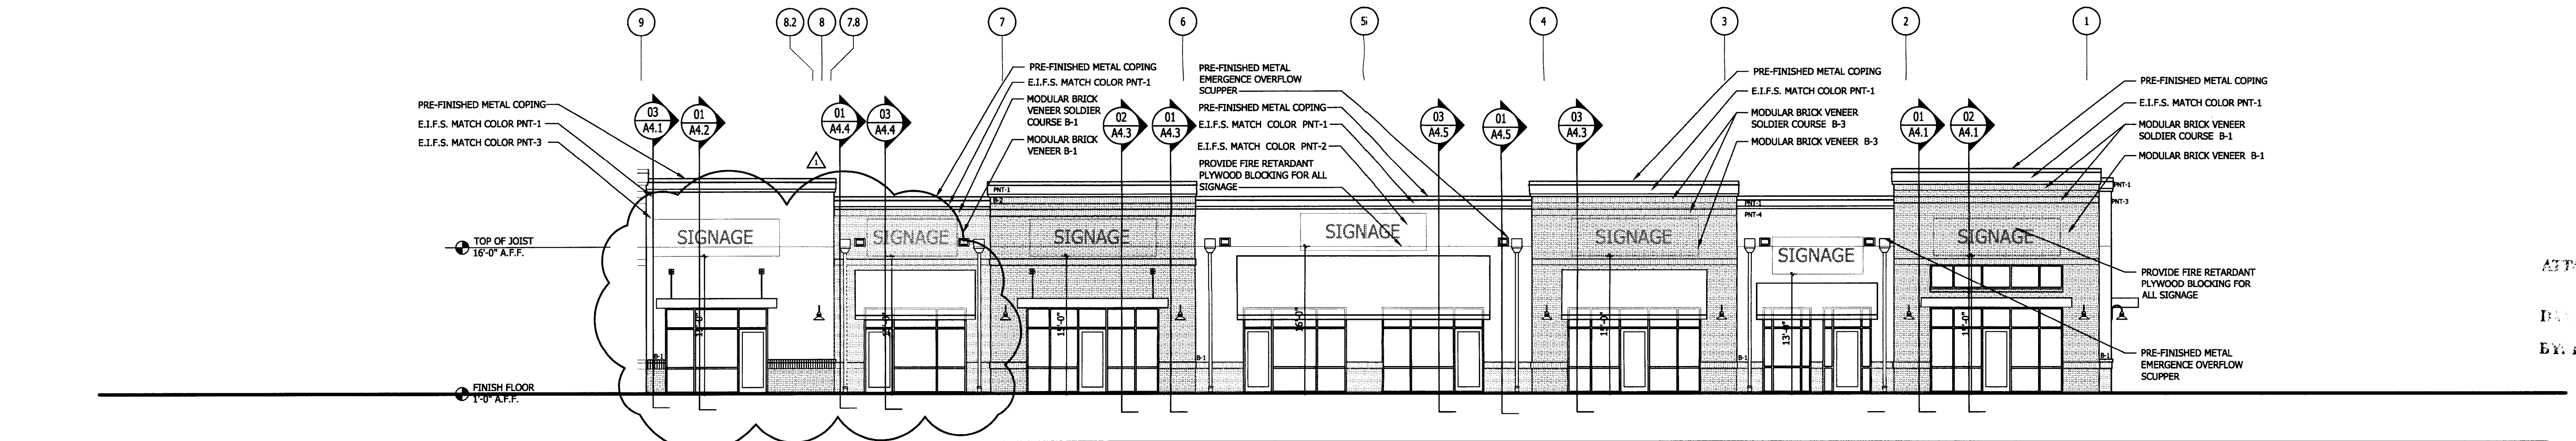 9
8.2
8
7.8
7
6
5
4
3
2
1
PRE-FINISHED METAL COPING
E.I.F.S. MATCH COLOR PNT-1
E.I.F.S. MATCH COLOR PNT-3
03
A4.1
01
A4.2
01
A4.4
03
A4.4
1
PRE-FINISHED METAL COPING
E.I.F.S. MATCH COLOR PNT-1
MODULAR BRICK
VENEER SOLDIER
COURSE B-1
MODULAR BRICK
VENEER B-1
02
A4.3
01
A4.3
PRE-FINISHED METAL
EMERGENCE OVERFLOW
SCUPPER
PRE-FINISHED METAL COPING
E.I.F.S. MATCH COLOR PNT-1
E.I.F.S. MATCH COLOR PNT-2
PROVIDE FIRE RETARDANT
PLYWOOD BLOCKING FOR ALL
SIGNAGE
03
A4.5
01
A4.5
03
A4.3
PRE-FINISHED METAL COPING
E.I.F.S. MATCH COLOR PNT-1
MODULAR BRICK VENEER
SOLDIER COURSE B-3
MODULAR BRICK VENEER B-3
01
A4.1
02
A4.1
PRE-FINISHED METAL COPING
E.I.F.S. MATCH COLOR PNT-1
MODULAR BRICK VENEER
SOLDIER COURSE B-1
MODULAR BRICK VENEER B-1
PNT-1
B-2
PNT-1
PNT-4
PNT-1
PNT-3
SIGNAGE
SIGNAGE
SIGNAGE
SIGNAGE
SIGNAGE
SIGNAGE
SIGNAGE
TOP OF JOIST
16'-0" A.F.F.
PROVIDE FIRE RETARDANT
PLYWOOD BLOCKING FOR
ALL SIGNAGE
16'-0"
13'-0"
B-1
B-1
B-1
B-1
PRE-FINISHED METAL
EMERGENCE OVERFLOW
SCUPPER
FINISH FLOOR
1'-0" A.F.F.
BY: